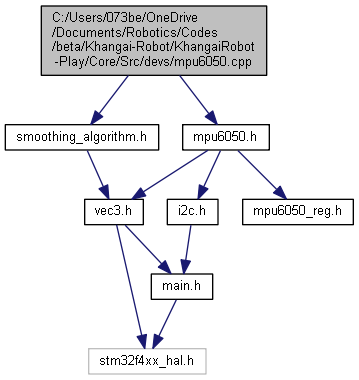 C:/Users/073be/OneDrive
/Documents/Robotics/Codes
/beta/Khangai-Robot/KhangaiRobot
-Play/Core/Src/devs/mpu6050.cpp
smoothing_algorithm.h
mpu6050.h
vec3.h
i2c.h
mpu6050_reg.h
main.h
stm32f4xx_hal.h